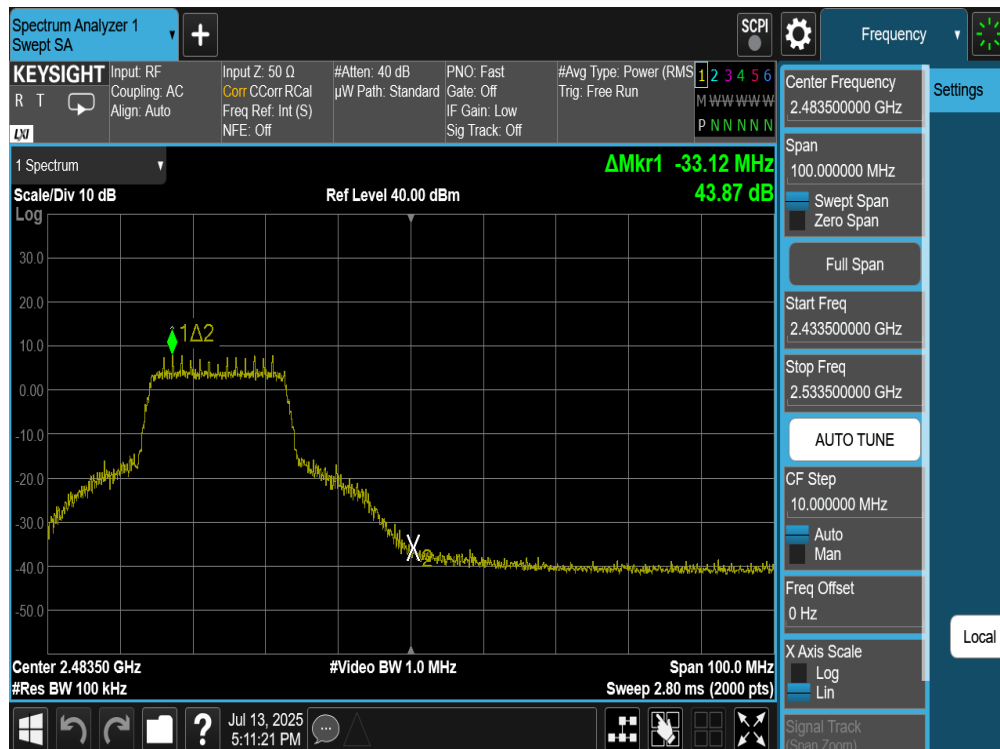 Spectrum Analyzer 1
Swept SA
+
SCPI
Frequency
KEYSIGHT
R T
LXI
Input: RF
Coupling: AC
Align: Auto
Input Z: 50 Ω
Corr CCorr RCal
Freq Ref: Int (S)
NFE: Off
#Atten: 40 dB
µW Path: Standard
PNO: Fast
Gate: Off
IF Gain: Low
Sig Track: Off
#Avg Type: Power (RMS
Trig: Free Run
1 2 3 4 5 6
M W W W W W
P N N N N N
1 Spectrum
Scale/Div 10 dB
Log
Ref Level 40.00 dBm
ΔMkr1 -33.12 MHz
43.87 dB
30.0
20.0
10.0
0.00
-10.0
-20.0
-30.0
-40.0
-50.0
1Δ2
X2
Center 2.48350 GHz
#Res BW 100 kHz
#Video BW 1.0 MHz
Span 100.0 MHz
Sweep 2.80 ms (2000 pts)
Center Frequency
2.483500000 GHz
Span
100.000000 MHz
Swept Span
Zero Span
Full Span
Start Freq
2.433500000 GHz
Stop Freq
2.533500000 GHz
AUTO TUNE
CF Step
10.000000 MHz
Auto
Man
Freq Offset
0 Hz
X Axis Scale
Log
Lin
Signal Track
(Span Zoom)
Settings
Local
?
Jul 13, 2025
5:11:21 PM